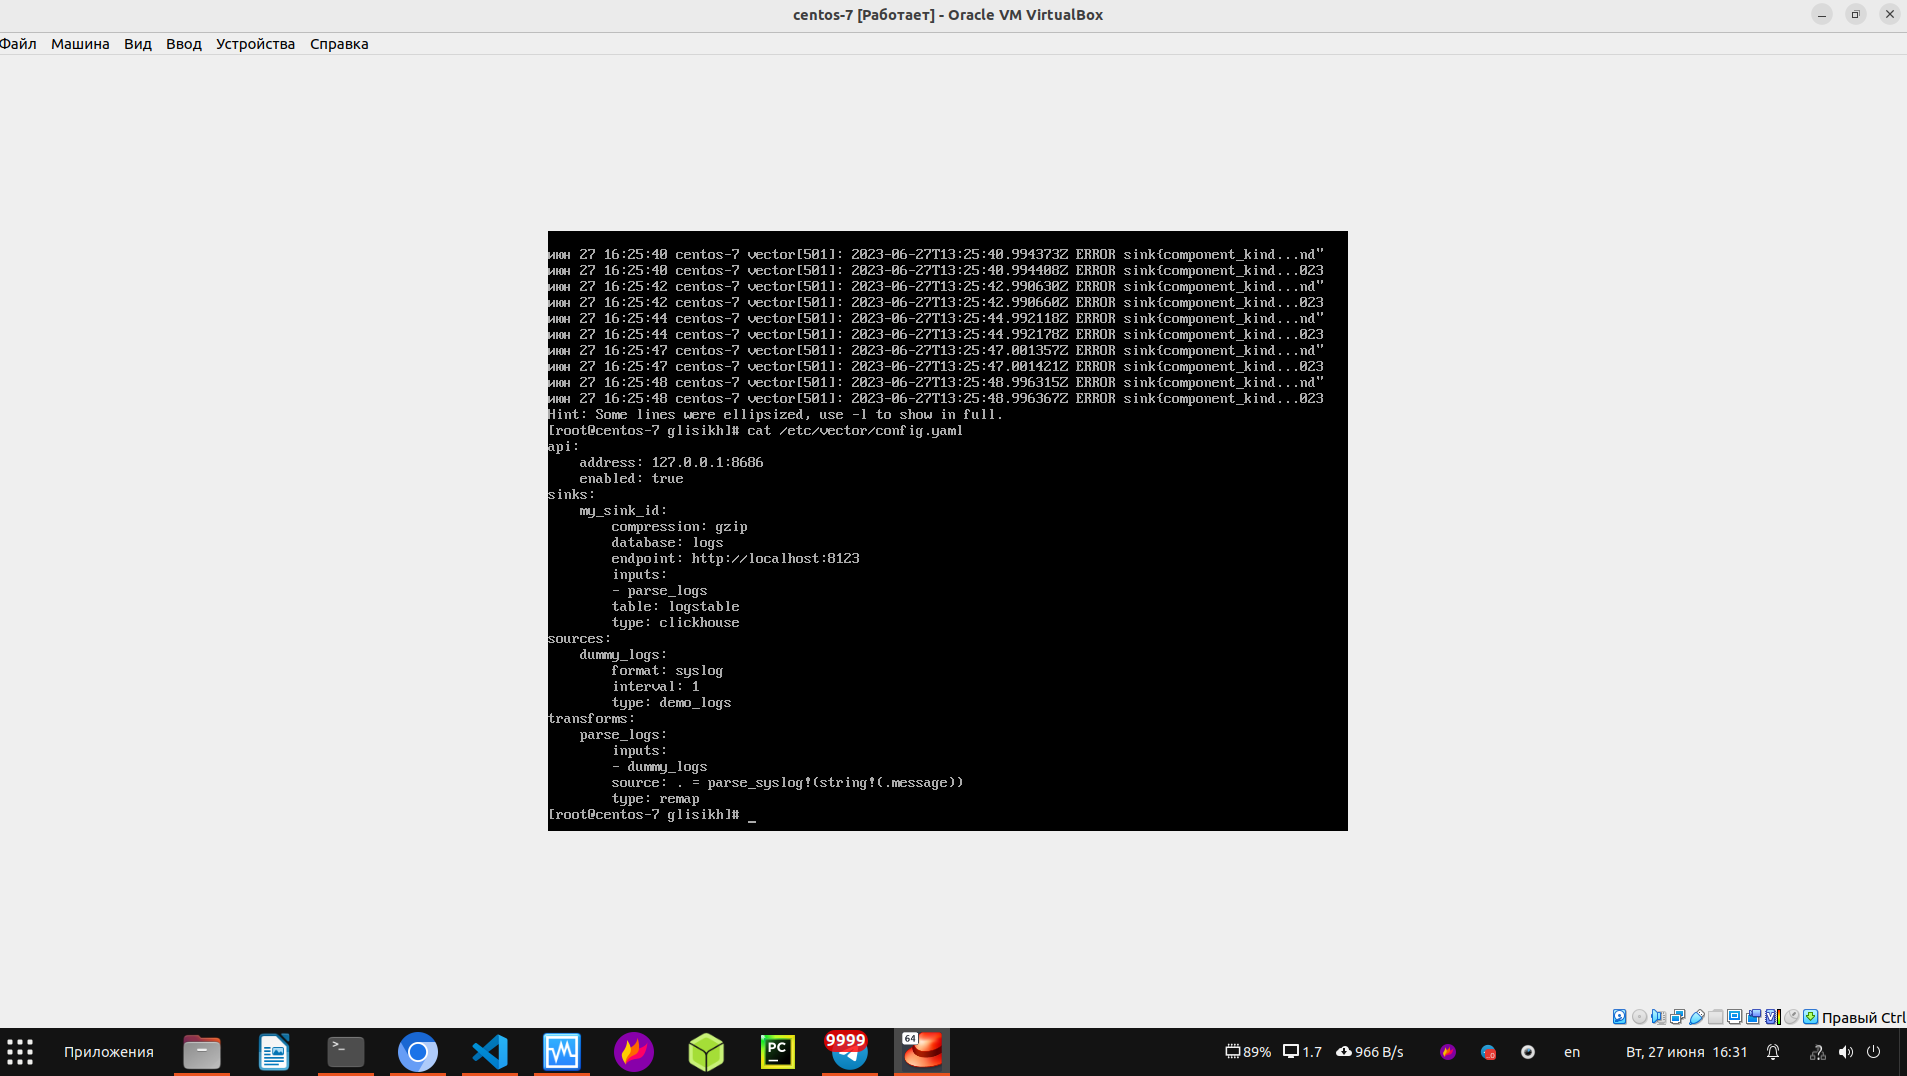 centos-7 [Работает] - Oracle VM VirtualBox
Файл Машина Вид Ввод Устройства Справка
июн 27 16:25:40 centos-7 vector[501]: 2023-06-27T13:25:40.994373Z ERROR sink{component_kind...nd"
июн 27 16:25:40 centos-7 vector[501]: 2023-06-27T13:25:40.994408Z ERROR sink{component_kind...023
июн 27 16:25:42 centos-7 vector[501]: 2023-06-27T13:25:42.990630Z ERROR sink{component_kind...nd"
июн 27 16:25:42 centos-7 vector[501]: 2023-06-27T13:25:42.990660Z ERROR sink{component_kind...023
июн 27 16:25:44 centos-7 vector[501]: 2023-06-27T13:25:44.992118Z ERROR sink{component_kind...nd"
июн 27 16:25:44 centos-7 vector[501]: 2023-06-27T13:25:44.992178Z ERROR sink{component_kind...023
июн 27 16:25:47 centos-7 vector[501]: 2023-06-27T13:25:47.001357Z ERROR sink{component_kind...nd"
июн 27 16:25:47 centos-7 vector[501]: 2023-06-27T13:25:47.001421Z ERROR sink{component_kind...023
июн 27 16:25:48 centos-7 vector[501]: 2023-06-27T13:25:48.996315Z ERROR sink{component_kind...nd"
июн 27 16:25:48 centos-7 vector[501]: 2023-06-27T13:25:48.996367Z ERROR sink{component_kind...023
Hint: Some lines were ellipsized, use -l to show in full.
[root@centos-7 glisikh]# cat /etc/vector/config.yaml
api:
    address: 127.0.0.1:8686
    enabled: true
sinks:
    my_sink_id:
        compression: gzip
        database: logs
        endpoint: http://localhost:8123
        inputs:
        - parse_logs
        table: logstable
        type: clickhouse
sources:
    dummy_logs:
        format: syslog
        interval: 1
        type: demo_logs
transforms:
    parse_logs:
        inputs:
        - dummy_logs
        source: . = parse_syslog!(string!(.message))
        type: remap
[root@centos-7 glisikh]# _
Правый Ctrl
Приложения >_ PC 9999 64 89% 1.7 966 B/s en Вт, 27 июня 16:31